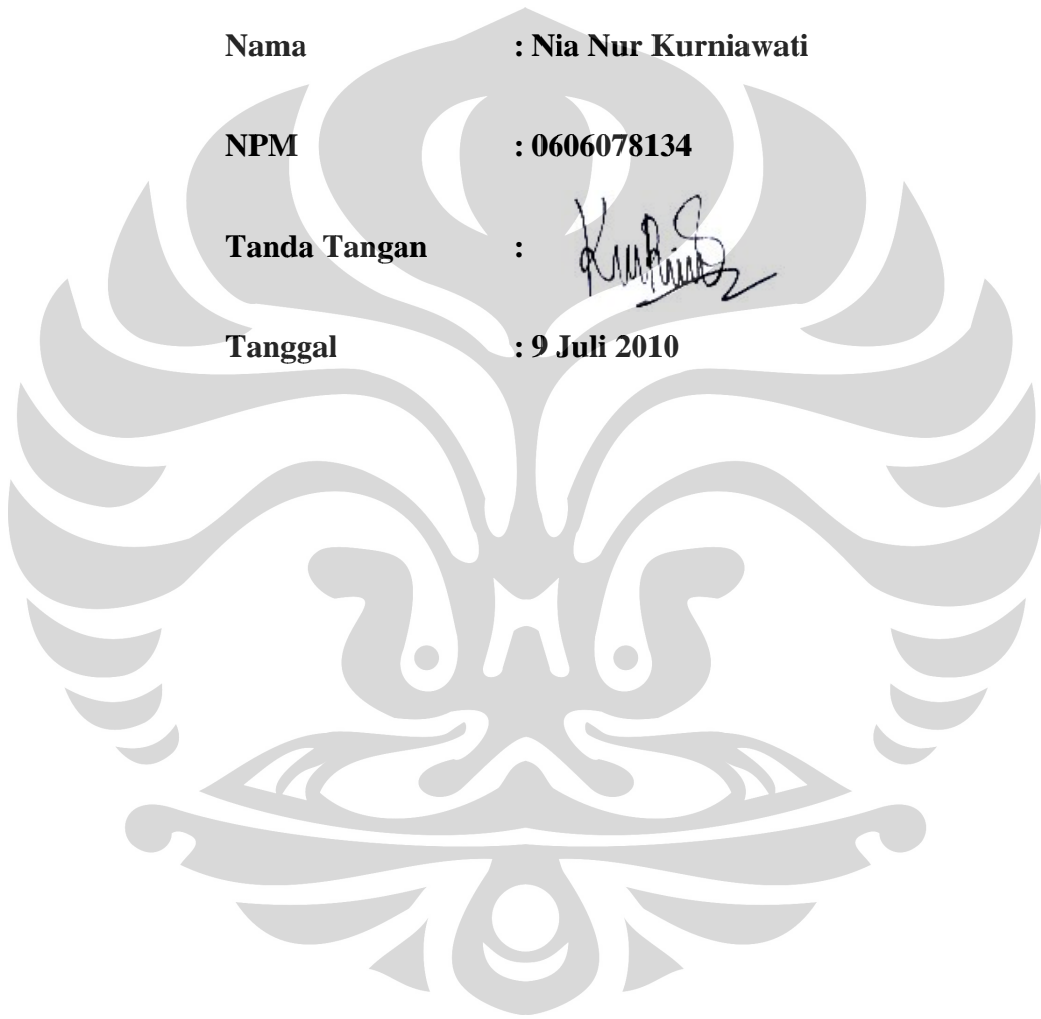 Nama : Nia Nur Kurniawati
NPM : 0606078134
Tanda Tangan :
Tanggal : 9 Juli 2010